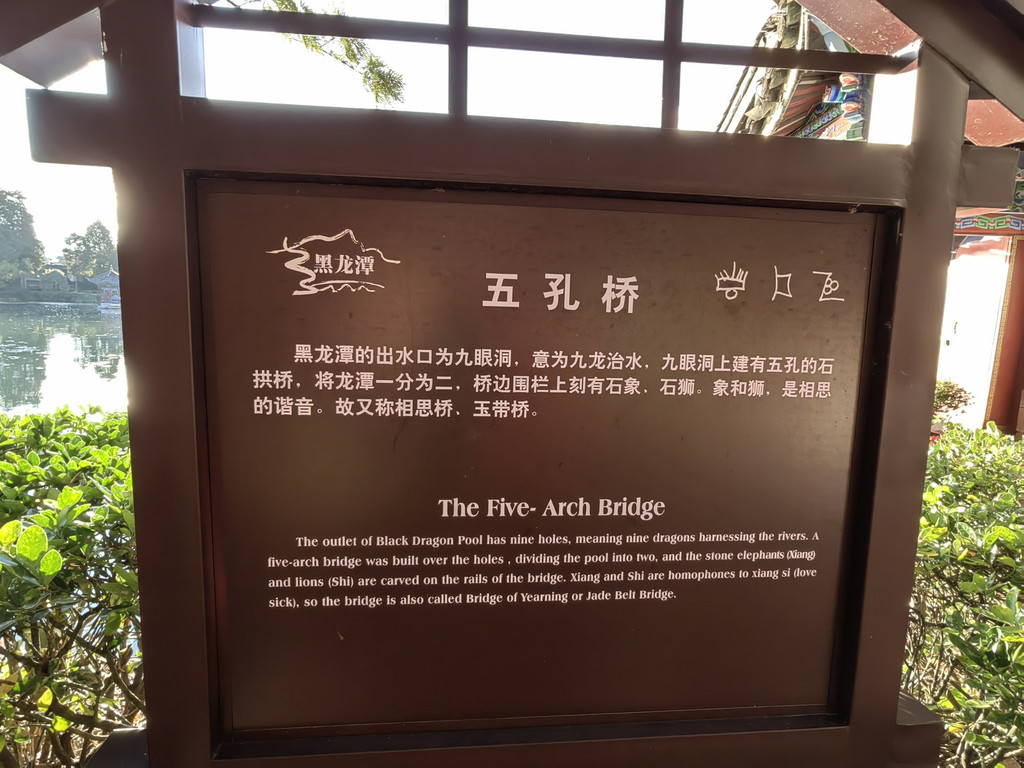 黑龙潭
五孔桥
黑龙潭的出水口为九眼洞，意为九龙治水，九眼洞上建有五孔的石
拱桥，将龙潭一分为二，桥边围栏上刻有石象、石狮。象和狮，是相思
的谐音。故又称相思桥、玉带桥。
The Five- Arch Bridge
The outlet of Black Dragon Pool has nine holes, meaning nine dragons harnessing the rivers. A
five-arch bridge was built over the holes , dividing the pool into two, and the stone elephants (Xiang)
and lions (Shi) are carved on the rails of the bridge. Xiang and Shi are homophones to xiang si (love
sick), so the bridge is also called Bridge of Yearning or Jade Belt Bridge.